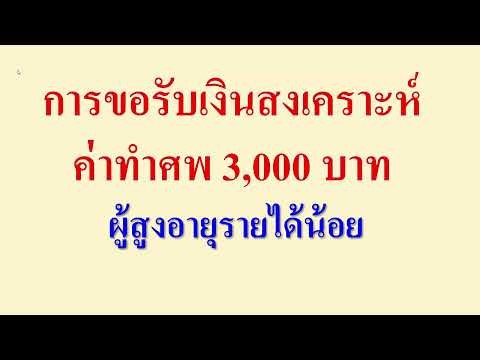 การขอรับเงินสงเคราะห์
ค่าทำศพ 3,000 บาท
ผู้สูงอายุรายได้น้อย